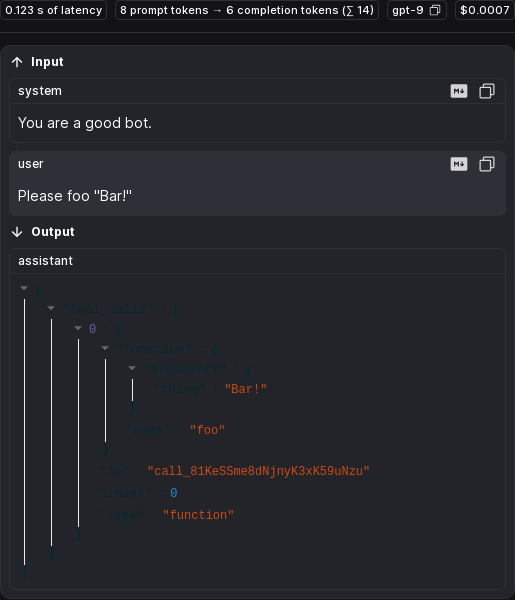 0.123 s of latency 8 prompt tokens → 6 completion tokens (∑ 14) gpt-9 $0.0007
Input
system
You are a good bot.
user
Please foo "Bar!"
Output
assistant
{
"tool_calls" : [
0 : {
"function" : {
"arguments" : {
"thing" : "Bar!"
}
"name" : "foo"
}
"id" : "call_81KeSSme8dNjnyK3xK59uNzu"
"index" : 0
"type" : "function"
}
]
}